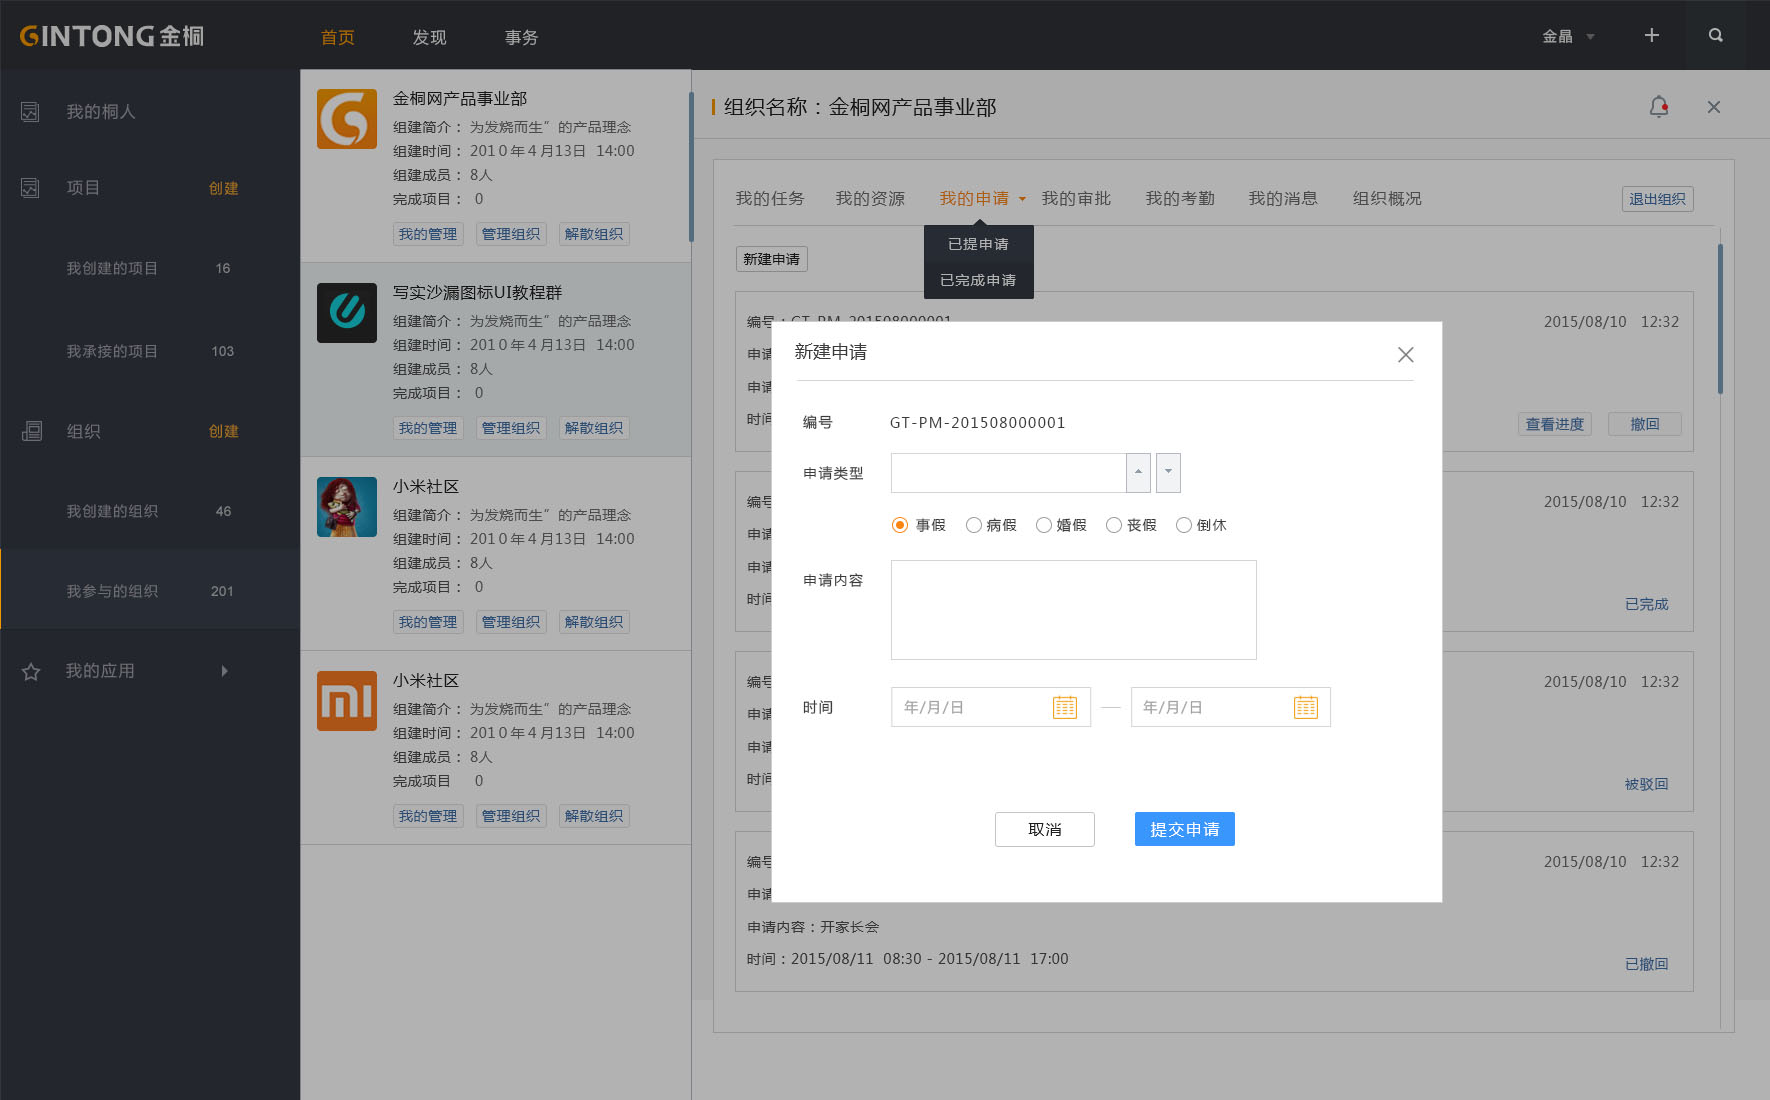 GINTONG金桐
首页
发现
事务
金晶
我的桐人
项目
创建
我创建的项目
16
我承接的项目
103
组织
创建
我创建的组织
46
我参与的组织
201
我的应用
金桐网产品事业部
组建简介： 为发烧而生”的产品理念
组建时间： 2010年4月13日 14:00
组建成员： 8人
完成项目： 0
我的管理
管理组织
解散组织
写实沙漏图标UI教程群
组建简介： 为发烧而生”的产品理念
组建时间： 2010年4月13日 14:00
组建成员： 8人
完成项目： 0
我的管理
管理组织
解散组织
小米社区
组建简介： 为发烧而生”的产品理念
组建时间： 2010年4月13日 14:00
组建成员： 8人
完成项目： 0
我的管理
管理组织
解散组织
小米社区
组建简介： 为发烧而生”的产品理念
组建时间： 2010年4月13日 14:00
组建成员： 8人
完成项目 0
我的管理
管理组织
解散组织
组织名称：金桐网产品事业部
我的任务
我的资源
我的申请
我的审批
我的考勤
我的消息
组织概况
退出组织
已提申请
已完成申请
新建申请
编号：GT-PM-201508000001
2015/08/10 12:32
申请
申请
时间
查看进度
撤回
编号
2015/08/10 12:32
申请
申请
时间
已完成
编号
2015/08/10 12:32
申请
申请
时间
被驳回
编号
2015/08/10 12:32
申请
申请内容：开家长会
时间：2015/08/11 08:30 - 2015/08/11 17:00
已撤回
新建申请
编号
GT-PM-201508000001
申请类型
事假
病假
婚假
丧假
倒休
申请内容
时间
年/月/日
年/月/日
取消
提交申请